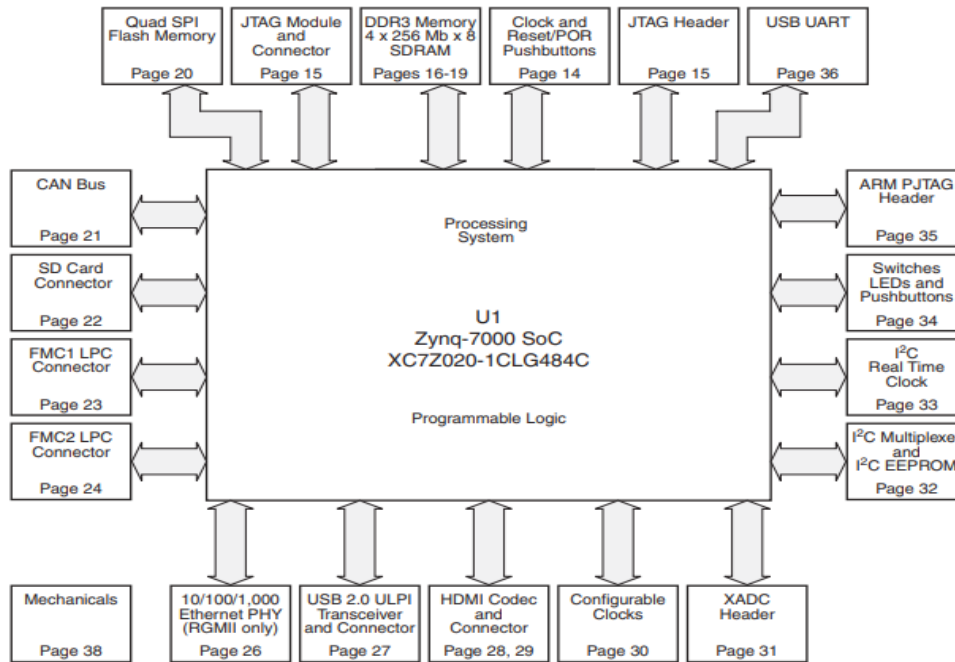 Quad SPI
Flash Memory
Page 20
JTAG Module
and
Connector
Page 15
DDR3 Memory
4 x 256 Mb x 8
SDRAM
Pages 16-19
Clock and
Reset/POR
Pushbuttons
Page 14
JTAG Header
Page 15
USB UART
Page 36
CAN Bus
Page 21
SD Card
Connector
Page 22
FMC1 LPC
Connector
Page 23
FMC2 LPC
Connector
Page 24
Processing
System
U1
Zynq-7000 SoC
XC7Z020-1CLG484C
Programmable Logic
ARM PJTAG
Header
Page 35
Switches
LEDs and
Pushbuttons
Page 34
I²C
Real Time
Clock
Page 33
I²C Multiplexe
and
I²C EEPROM
Page 32
Mechanicals
Page 38
10/100/1,000
Ethernet PHY
(RGMII only)
Page 26
USB 2.0 ULPI
Transceiver
and Connector
Page 27
HDMI Codec
and
Connector
Page 28, 29
Configurable
Clocks
Page 30
XADC
Header
Page 31